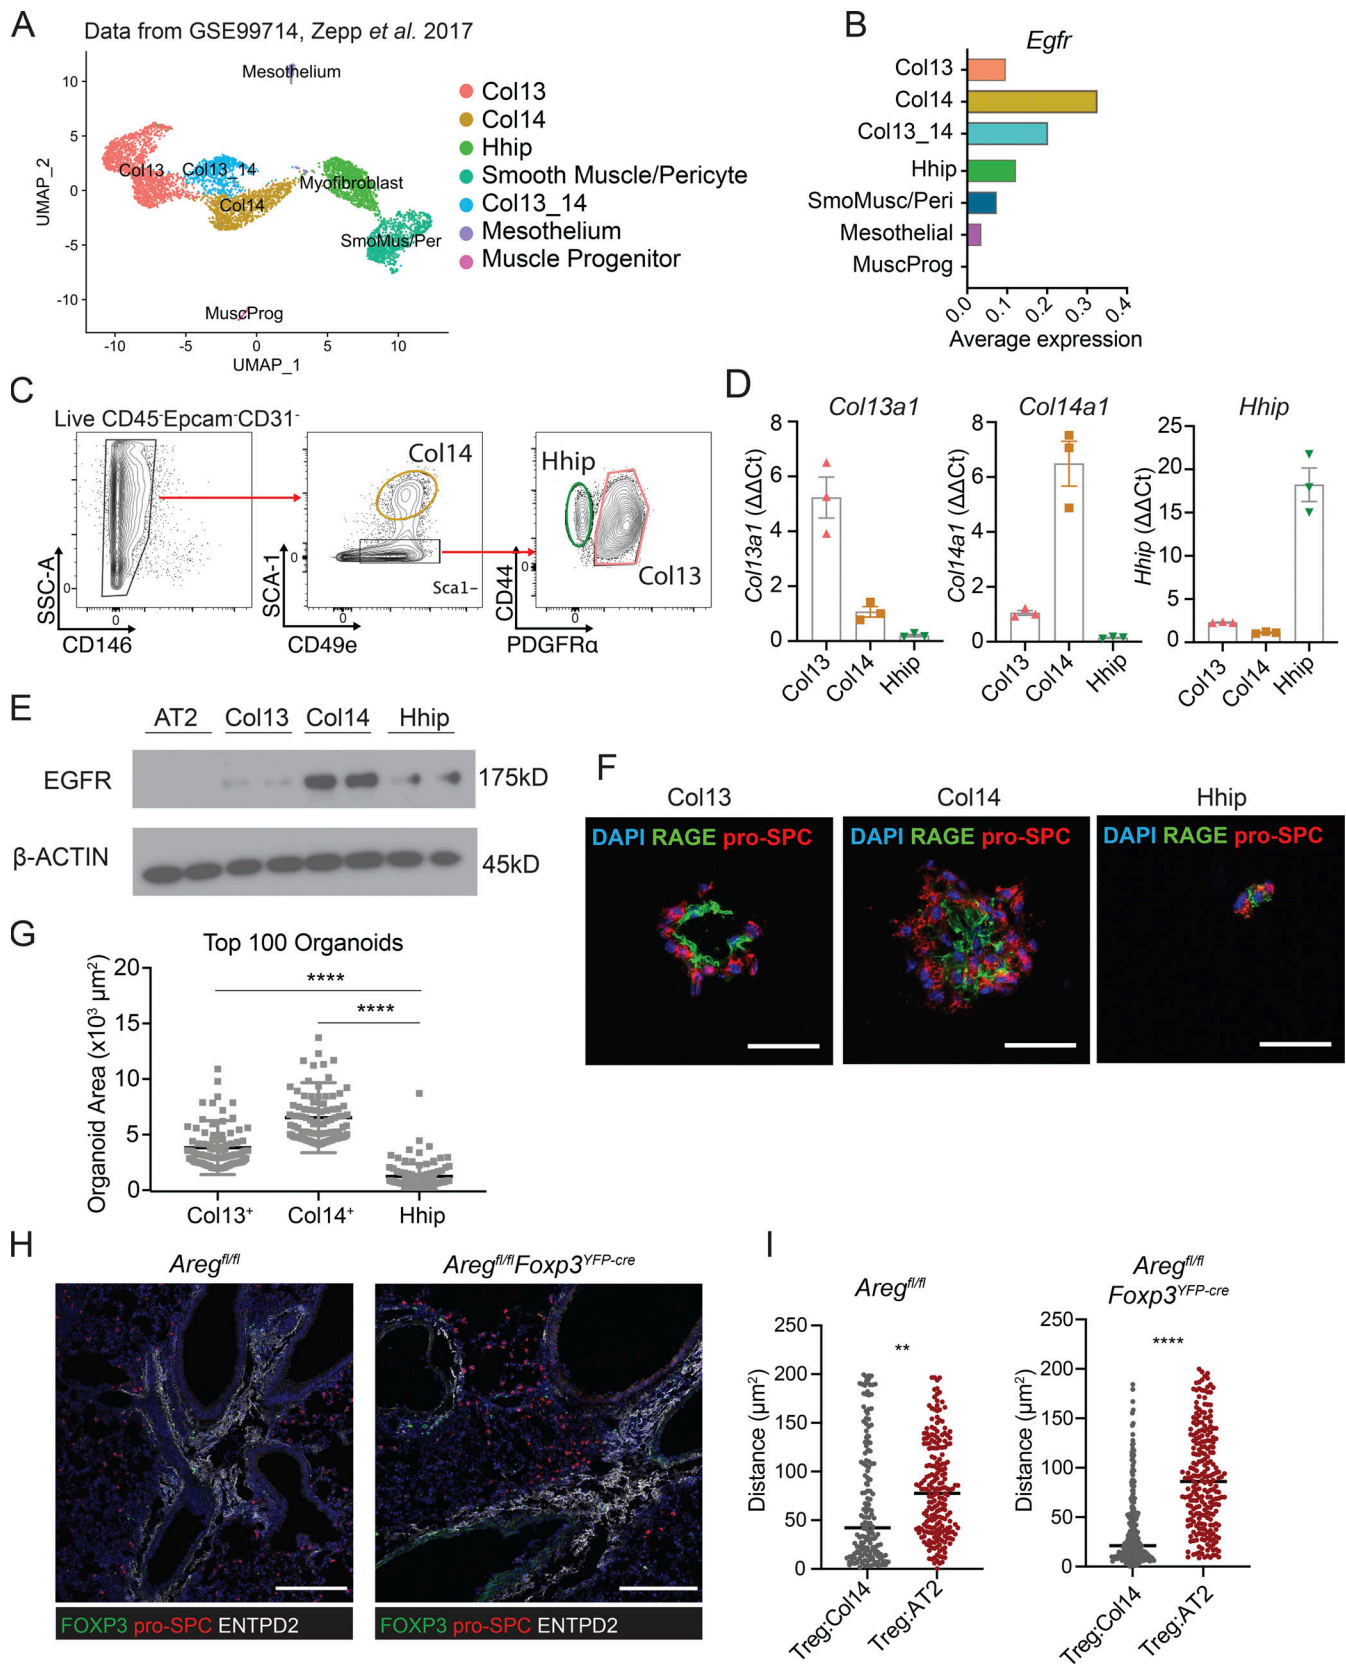 A
Data from GSE99714, Zepp et al. 2017
UMAP_2
10
5
0
-5
-10
-10
-5
0
5
10
UMAP_1
Mesothelium
Col13
Col13_14
Col14
Myofibroblast
SmoMus/Per
MuscProg
Col13
Col14
Hhip
Smooth Muscle/Pericyte
Col13_14
Mesothelium
Muscle Progenitor
B
Egfr
Col13
Col14
Col13_14
Hhip
SmoMusc/Peri
Mesothelial
MuscProg
0.0
0.1
0.2
0.3
0.4
Average expression
C
Live CD45-Epcam-CD31-
SSC-A
0
0
CD146
SCA-1
0
Col14
Sca1-
0
CD49e
CD44
0
Hhip
Col13
0
PDGFRα
D
Col13a1
Col13a1 (ΔΔCt)
8
6
4
2
0
Col13
Col14
Hhip
Col14a1
Col14a1 (ΔΔCt)
8
6
4
2
0
Col13
Col14
Hhip
Hhip
Hhip (ΔΔCt)
25
20
15
10
5
0
Col13
Col14
Hhip
E
AT2 Col13 Col14 Hhip
EGFR 175kD
β-ACTIN 45kD
F
Col13
DAPI RAGE pro-SPC
Col14
DAPI RAGE pro-SPC
Hhip
DAPI RAGE pro-SPC
G
Top 100 Organoids
Organoid Area (x10³ µm²)
20
15
10
5
0
****
****
Col13⁺
Col14⁺
Hhip
H
Areg^fl/fl
FOXP3 pro-SPC ENTPD2
Areg^fl/fl Foxp3^YFP-cre
FOXP3 pro-SPC ENTPD2
I
Areg^fl/fl
Distance (µm²)
250
200
150
100
50
0
**
Treg:Col14
Treg:AT2
Areg^fl/fl
Foxp3^YFP-cre
Distance (µm²)
250
200
150
100
50
0
****
Treg:Col14
Treg:AT2